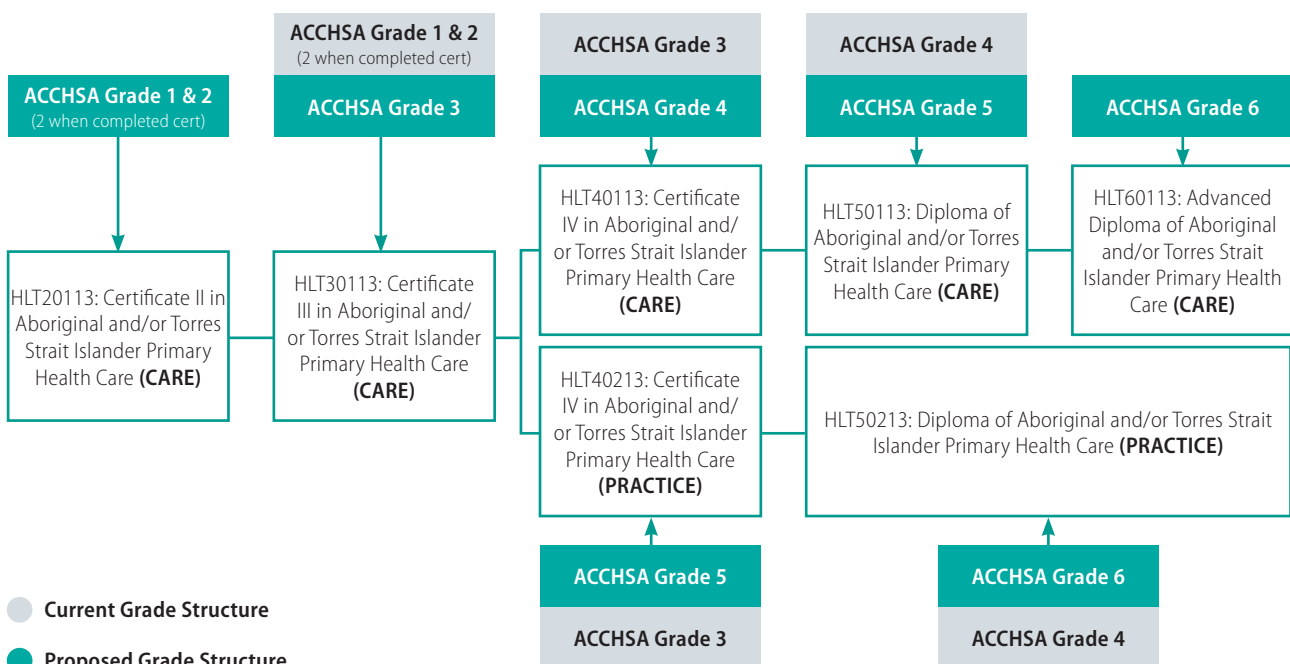 ACCHSA Grade 1 & 2
(2 when completed cert)
ACCHSA Grade 3
ACCHSA Grade 4
ACCHSA Grade 1 & 2
(2 when completed cert)
ACCHSA Grade 3
ACCHSA Grade 4
ACCHSA Grade 5
ACCHSA Grade 6
HLT20113: Certificate II in
Aboriginal and/or Torres
Strait Islander Primary
Health Care (CARE)
HLT30113: Certificate
III in Aboriginal and/
or Torres Strait Islander
Primary Health Care
(CARE)
HLT40113: Certificate
IV in Aboriginal and/
or Torres Strait Islander
Primary Health Care
(CARE)
HLT50113: Diploma of
Aboriginal and/or Torres
Strait Islander Primary
Health Care (CARE)
HLT60113: Advanced
Diploma of Aboriginal
and/or Torres Strait
Islander Primary Health
Care (CARE)
HLT40213: Certificate
IV in Aboriginal and/
or Torres Strait Islander
Primary Health Care
(PRACTICE)
HLT50213: Diploma of Aboriginal and/or Torres Strait
Islander Primary Health Care (PRACTICE)
ACCHSA Grade 5
ACCHSA Grade 6
ACCHSA Grade 3
ACCHSA Grade 4
Current Grade Structure
Proposed Grade Structure